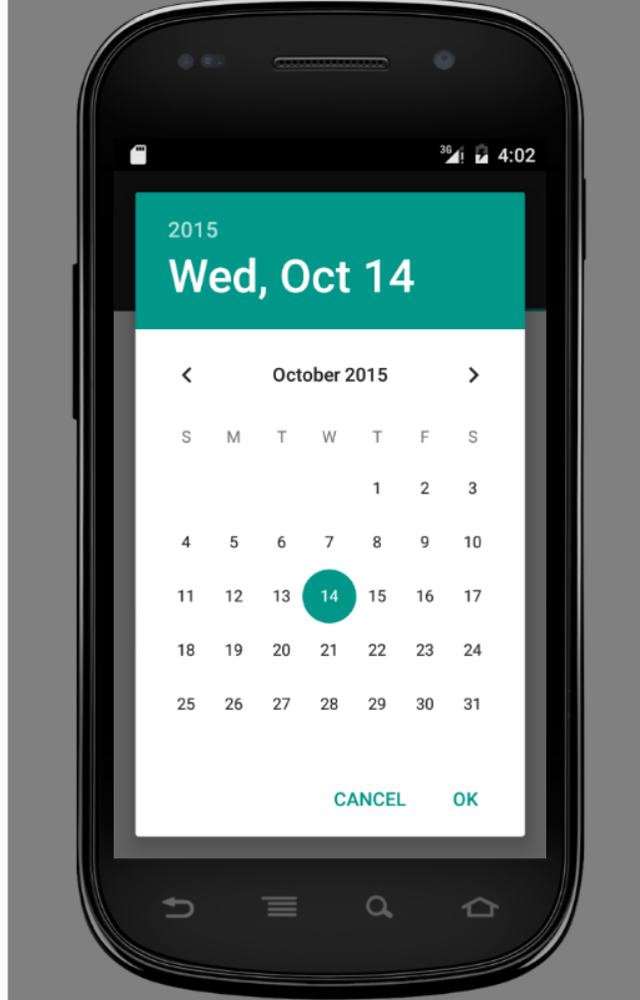 3G 4:02
2015
Wed, Oct 14
October 2015
S M T W T F S
1 2 3
4 5 6 7 8 9 10
11 12 13 14 15 16 17
18 19 20 21 22 23 24
25 26 27 28 29 30 31
CANCEL OK